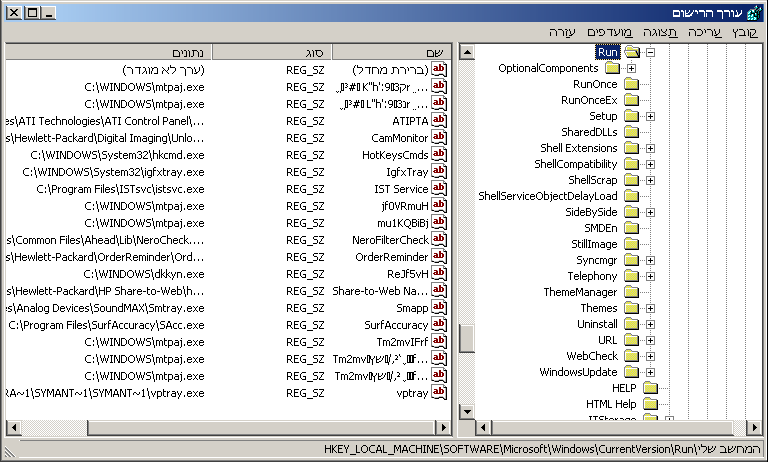 עורך הרישום
קובץ עריכה תצוגה מועדפים עזרה
Run
OptionalComponents
RunOnce
RunOnceEx
Setup
SharedDLLs
Shell Extensions
ShellCompatibility
ShellScrap
ShellServiceObjectDelayLoad
SideBySide
SMDEn
StillImage
Syncmgr
Telephony
ThemeManager
Themes
Uninstall
URL
WebCheck
WindowsUpdate
HELP
HTML Help
ITStorage
שם סוג נתונים
(ברירת מחדל) REG_SZ (ערך לא מוגדר)
REG_SZ C:\WINDOWS\mtpaj.exe
REG_SZ C:\WINDOWS\mtpaj.exe
ATIPTA REG_SZ s\ATI Technologies\ATI Control Panel\...
CamMonitor REG_SZ s\Hewlett-Packard\Digital Imaging\Unlo...
HotKeysCmds REG_SZ C:\WINDOWS\System32\hkcmd.exe
IgfxTray REG_SZ C:\WINDOWS\System32\igfxtray.exe
IST Service REG_SZ C:\Program Files\ISTsvc\istsvc.exe
jf0VRmuH REG_SZ C:\WINDOWS\mtpaj.exe
mu1KQBiBj REG_SZ C:\WINDOWS\mtpaj.exe
NeroFilterCheck REG_SZ s\Common Files\Ahead\Lib\NeroCheck....
OrderReminder REG_SZ s\Hewlett-Packard\OrderReminder\Ord...
ReJf5vH REG_SZ C:\WINDOWS\dkkyn.exe
Share-to-Web Na... REG_SZ s\Hewlett-Packard\HP Share-to-Web\h...
Smapp REG_SZ s\Analog Devices\SoundMAX\Smtray.exe
SurfAccuracy REG_SZ C:\Program Files\SurfAccuracy\SAcc.exe
Tm2mvIFrf REG_SZ C:\WINDOWS\mtpaj.exe
REG_SZ C:\WINDOWS\mtpaj.exe
REG_SZ C:\WINDOWS\mtpaj.exe
vptray REG_SZ RA~1\SYMANT~1\SYMANT~1\vptray.exe
המחשב שלי\HKEY_LOCAL_MACHINE\SOFTWARE\Microsoft\Windows\CurrentVersion\Run